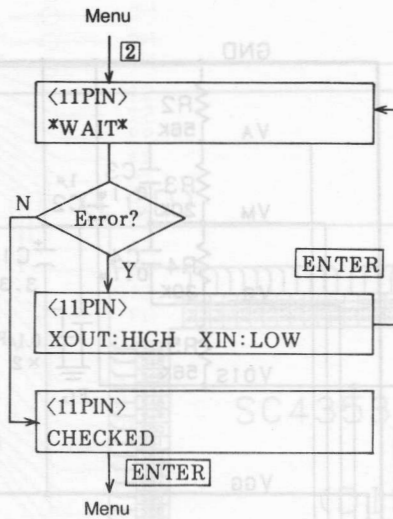 Menu
2
〈11PIN〉
*WAIT*
N
Error?
Y
ENTER
〈11PIN〉
XOUT:HIGH XIN:LOW
〈11PIN〉
CHECKED
ENTER
Menu